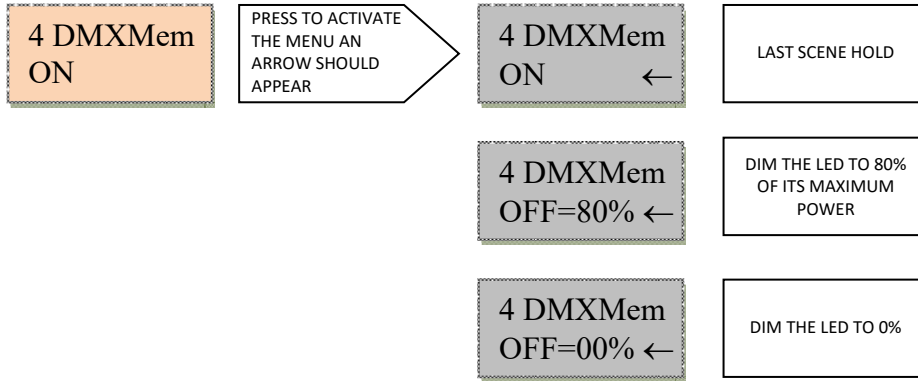 4 DMXMem
ON
PRESS TO ACTIVATE
THE MENU AN
ARROW SHOULD
APPEAR
4 DMXMem
ON ←
LAST SCENE HOLD
4 DMXMem
OFF=80% ←
DIM THE LED TO 80%
OF ITS MAXIMUM
POWER
4 DMXMem
OFF=00% ←
DIM THE LED TO 0%